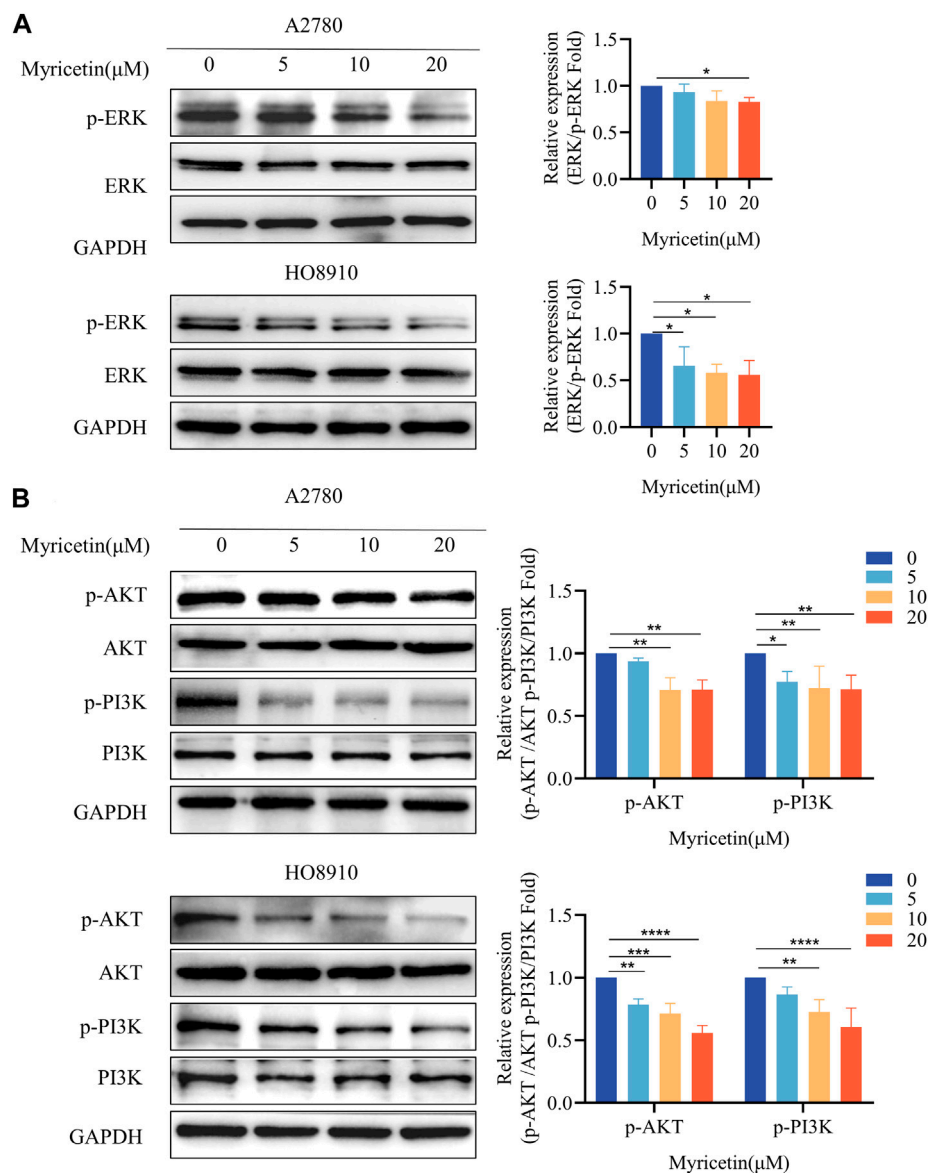 A
A2780
Myricetin(μM) 0 5 10 20
p-ERK
ERK
GAPDH
HO8910
p-ERK
ERK
GAPDH
Relative expression
(ERK/p-ERK Fold)
1.5
1.0
0.5
0.0
*
0 5 10 20
Myricetin(μM)
Relative expression
(ERK/p-ERK Fold)
1.5
1.0
0.5
0.0
*
*
*
0 5 10 20
Myricetin(μM)
B
A2780
Myricetin(μM) 0 5 10 20
p-AKT
AKT
p-PI3K
PI3K
GAPDH
HO8910
p-AKT
AKT
p-PI3K
PI3K
GAPDH
Relative expression
(p-AKT /AKT p-PI3K/PI3K Fold)
1.5
1.0
0.5
0.0
**
**
**
**
*
p-AKT p-PI3K
Myricetin(μM)
0
5
10
20
Relative expression
(p-AKT /AKT p-PI3K/PI3K Fold)
1.5
1.0
0.5
0.0
****
***
**
****
**
p-AKT p-PI3K
Myricetin(μM)
0
5
10
20